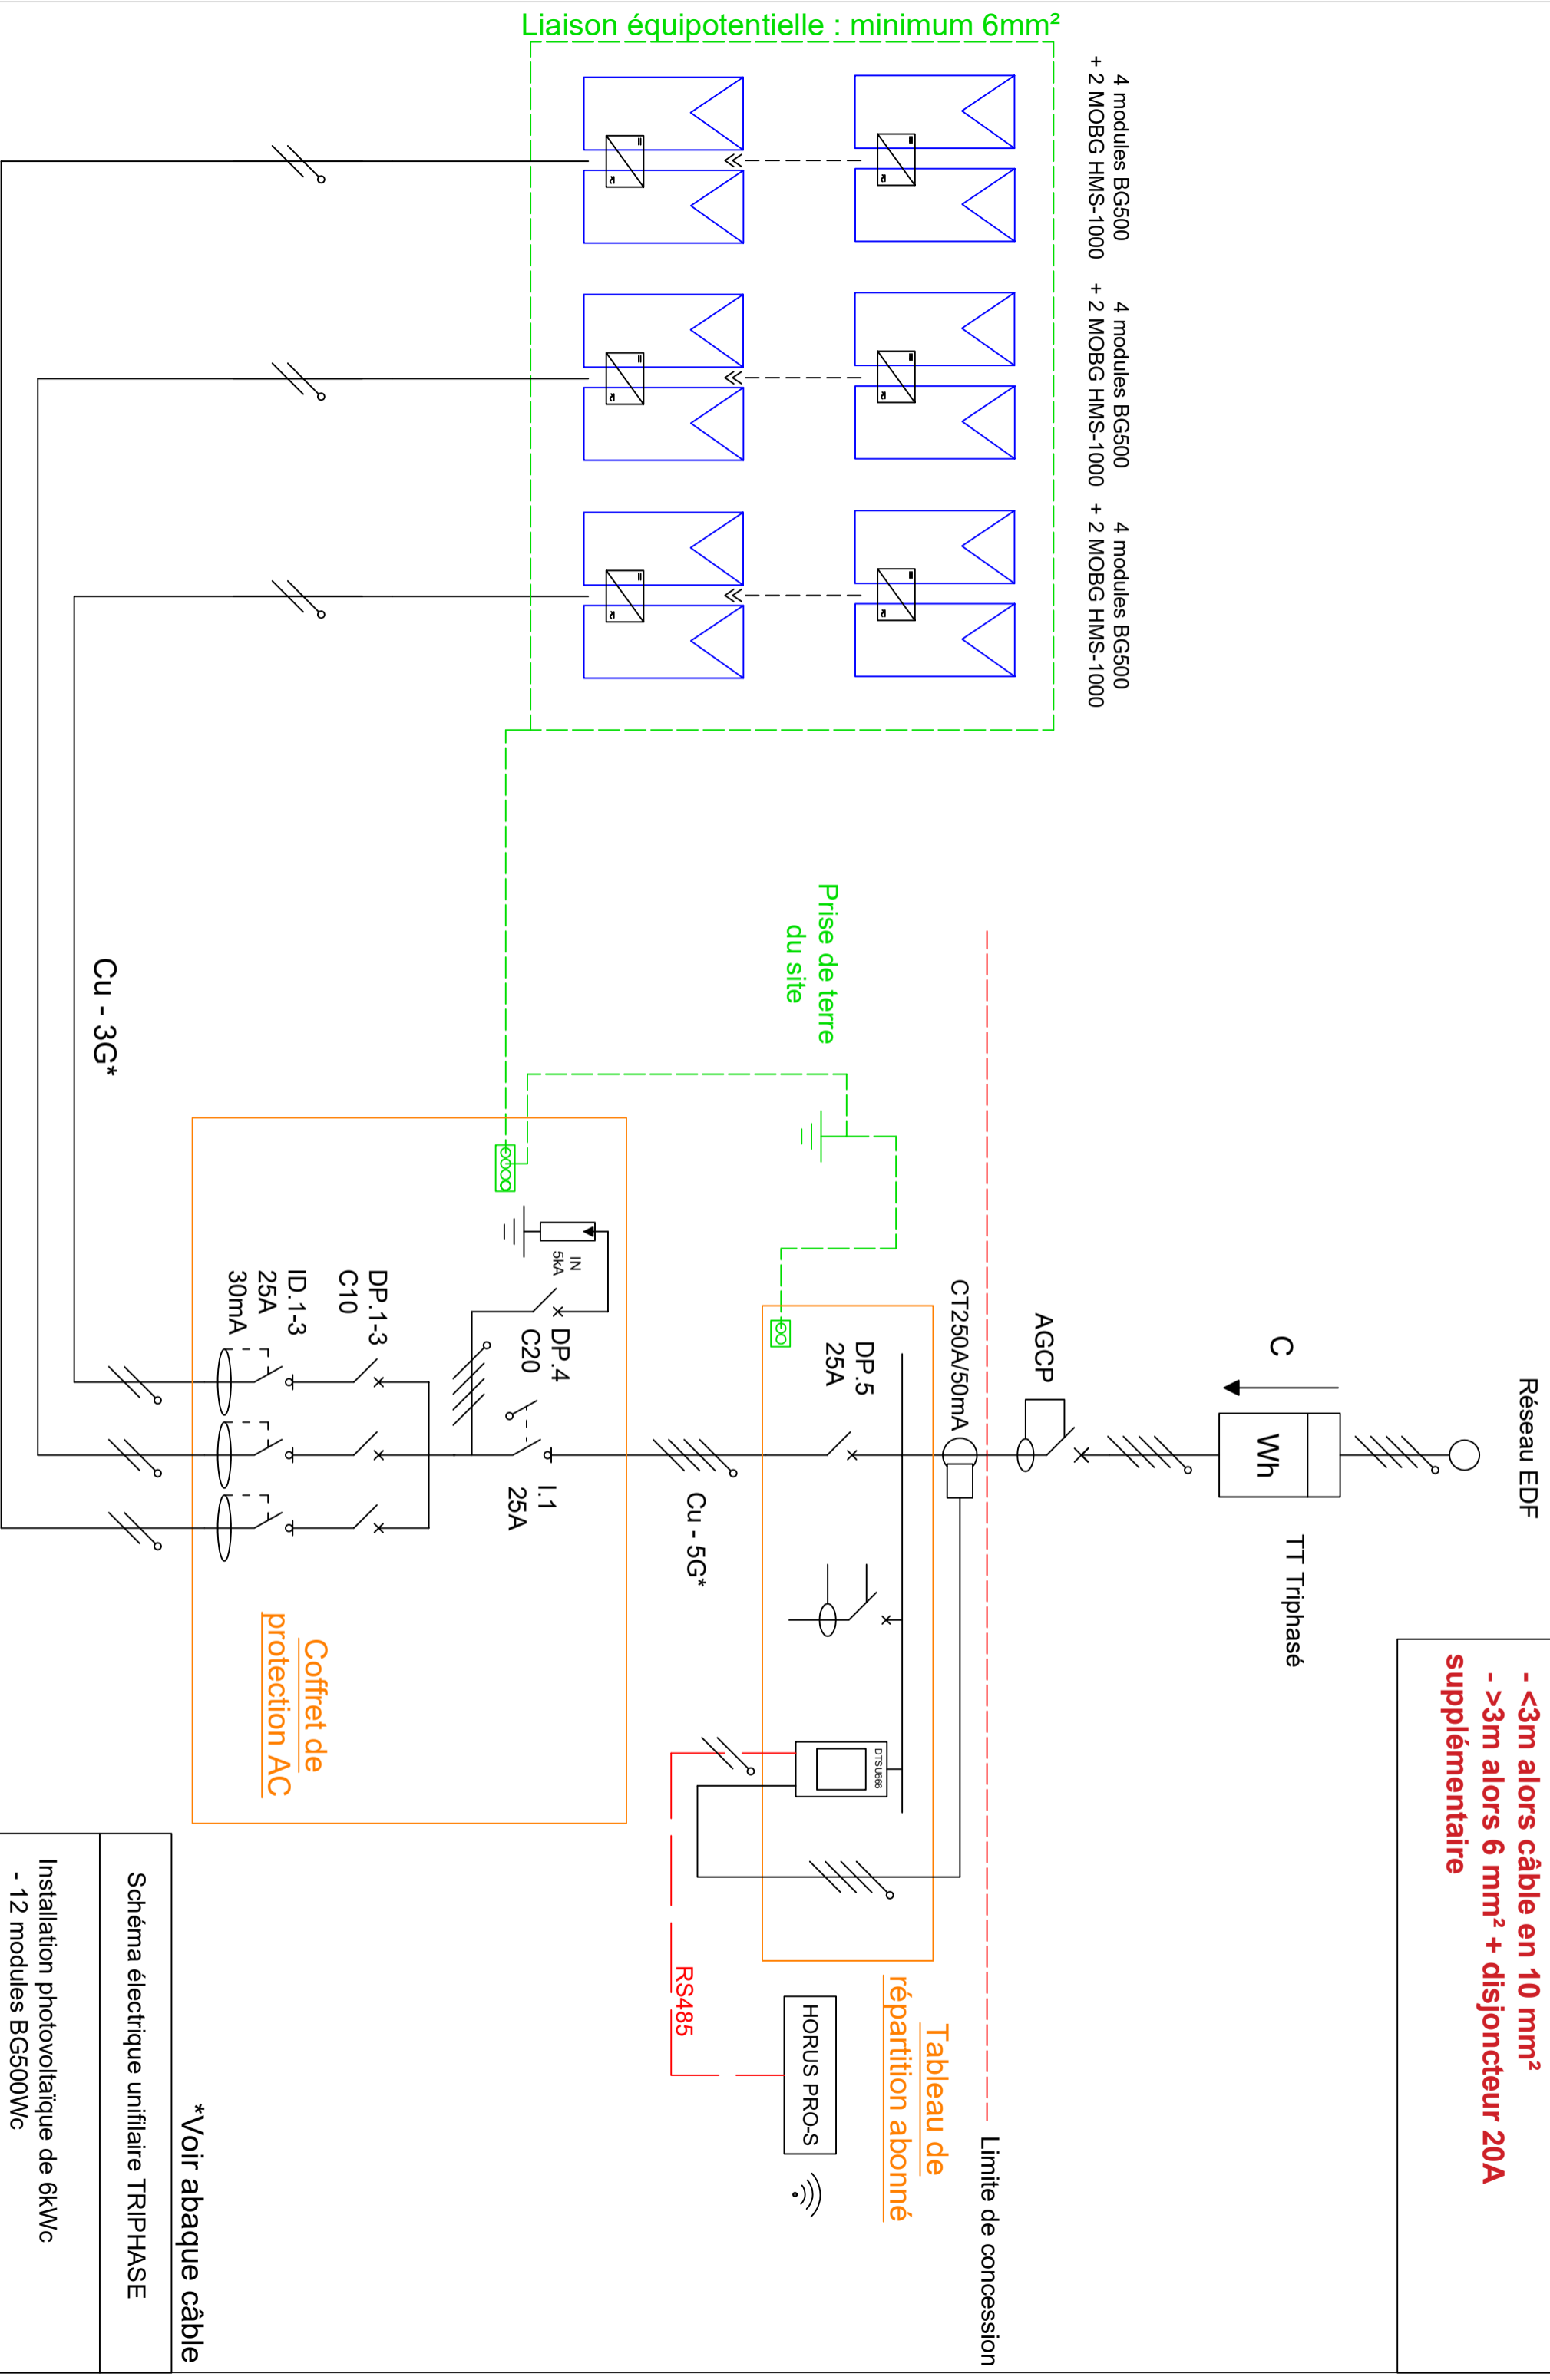 Liaison équipotentielle : minimum 6mm²
4 modules BG500
+ 2 MOBG HMS-1000
4 modules BG500
+ 2 MOBG HMS-1000
4 modules BG500
+ 2 MOBG HMS-1000
Réseau EDF
- <3m alors câble en 10 mm²
- >3m alors 6 mm² + disjoncteur 20A
supplémentaire
C
Wh
TT Triphasé
AGCP
CT250A/50mA
Limite de concession
Prise de terre
du site
DP.5
25A
DTSU666
Tableau de
répartition abonné
HORUS PRO-S
RS485
Cu - 5G*
IN
5kA
DP.4
C20
I.1
25A
DP.1-3
C10
ID.1-3
25A
30mA
Coffret de
protection AC
Cu - 3G*
*Voir abaque câble
Schéma électrique unifilaire TRIPHASE
Installation photovoltaïque de 6kWc
- 12 modules BG500Wc